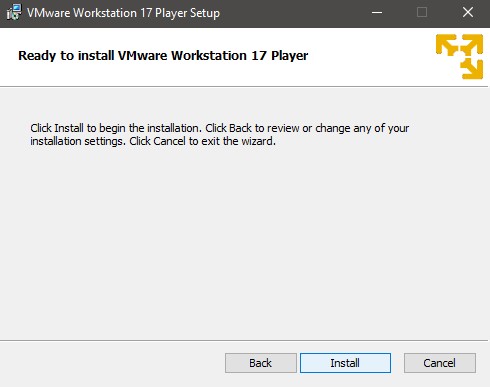 VMware Workstation 17 Player Setup
Ready to install VMware Workstation 17 Player
Click Install to begin the installation. Click Back to review or change any of your
installation settings. Click Cancel to exit the wizard.
Back Install Cancel